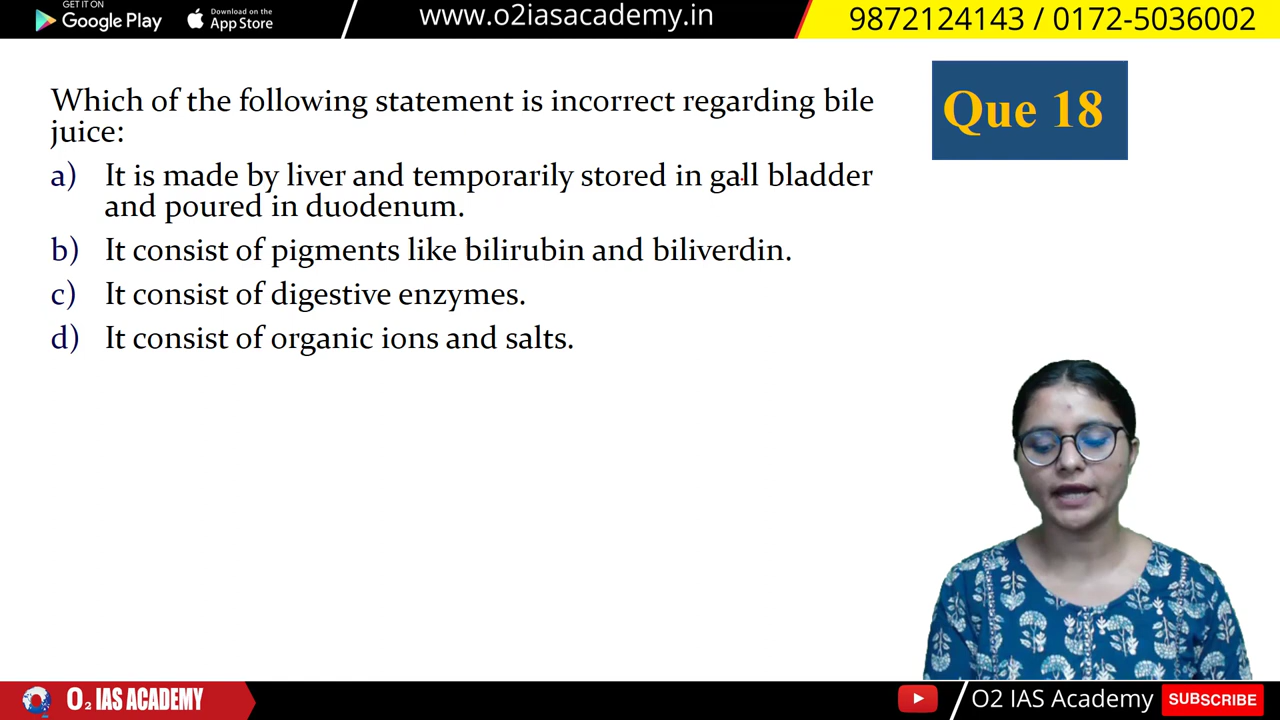 GET IT ON
Google Play
Download on the
App Store
www.o2iasacademy.in
9872124143 / 0172-5036002
Which of the following statement is incorrect regarding bile
juice:
a) It is made by liver and temporarily stored in gall bladder
and poured in duodenum.
b) It consist of pigments like bilirubin and biliverdin.
c) It consist of digestive enzymes.
d) It consist of organic ions and salts.
Que 18
O2 IAS ACADEMY
O2 IAS Academy
SUBSCRIBE